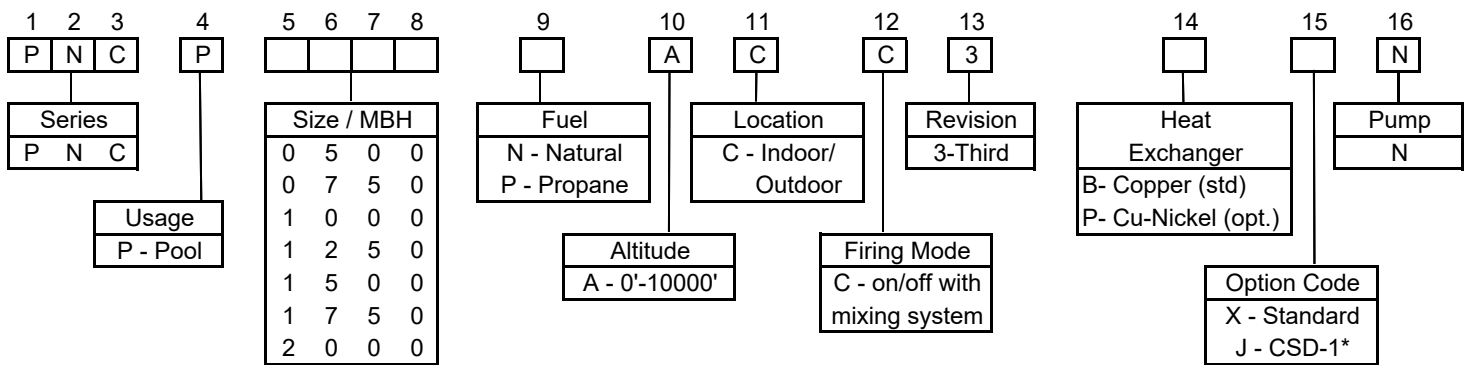 1 2 3 4 5 6 7 8 9 10 11 12 13 14 15 16
P N C P A C C 3 N
Series
P N C
Usage
P - Pool
Size / MBH
0 5 0 0
0 7 5 0
1 0 0 0
1 2 5 0
1 5 0 0
1 7 5 0
2 0 0 0
Fuel
N - Natural
P - Propane
Altitude
A - 0'-10000'
Location
C - Indoor/
Outdoor
Firing Mode
C - on/off with
mixing system
Revision
3-Third
Heat
Exchanger
B- Copper (std)
P- Cu-Nickel (opt.)
Option Code
X - Standard
J - CSD-1*
Pump
N